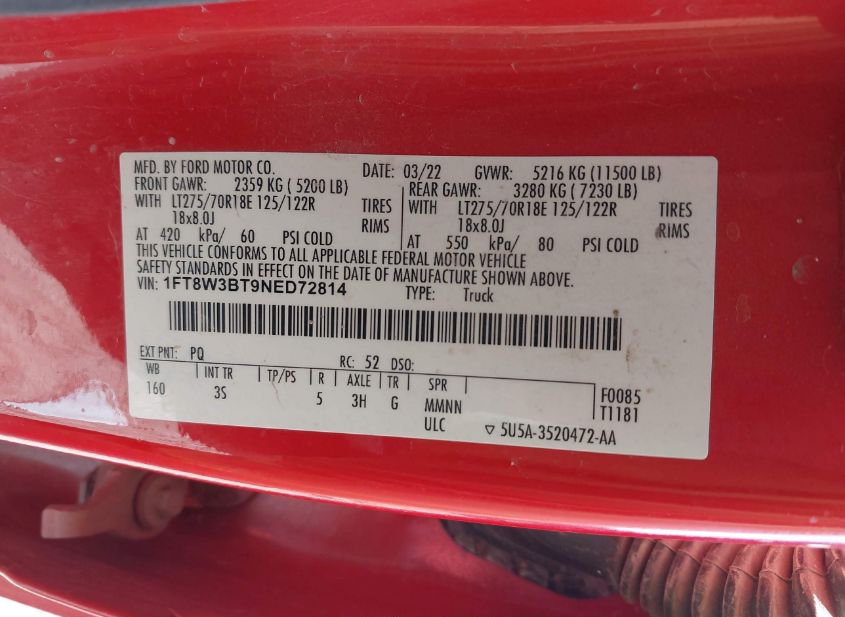 MFD. BY FORD MOTOR CO. DATE: 03/22 GVWR: 5216 KG (11500 LB)
FRONT GAWR: 2359 KG ( 5200 LB) REAR GAWR: 3280 KG ( 7230 LB)
WITH LT275/70R18E 125/122R TIRES WITH LT275/70R18E 125/122R TIRES
18x8.0J RIMS 18x8.0J RIMS
AT 420 kPa/ 60 PSI COLD AT 550 kPa/ 80 PSI COLD
THIS VEHICLE CONFORMS TO ALL APPLICABLE FEDERAL MOTOR VEHICLE
SAFETY STANDARDS IN EFFECT ON THE DATE OF MANUFACTURE SHOWN ABOVE.
VIN: 1FT8W3BT9NED72814 TYPE: Truck
EXT PNT: PQ RC: 52 DSO:
WB INT TR TP/PS R AXLE TR SPR F0085
160 3S 5 3H G MMNN T1181
ULC ▽ 5U5A-3520472-AA